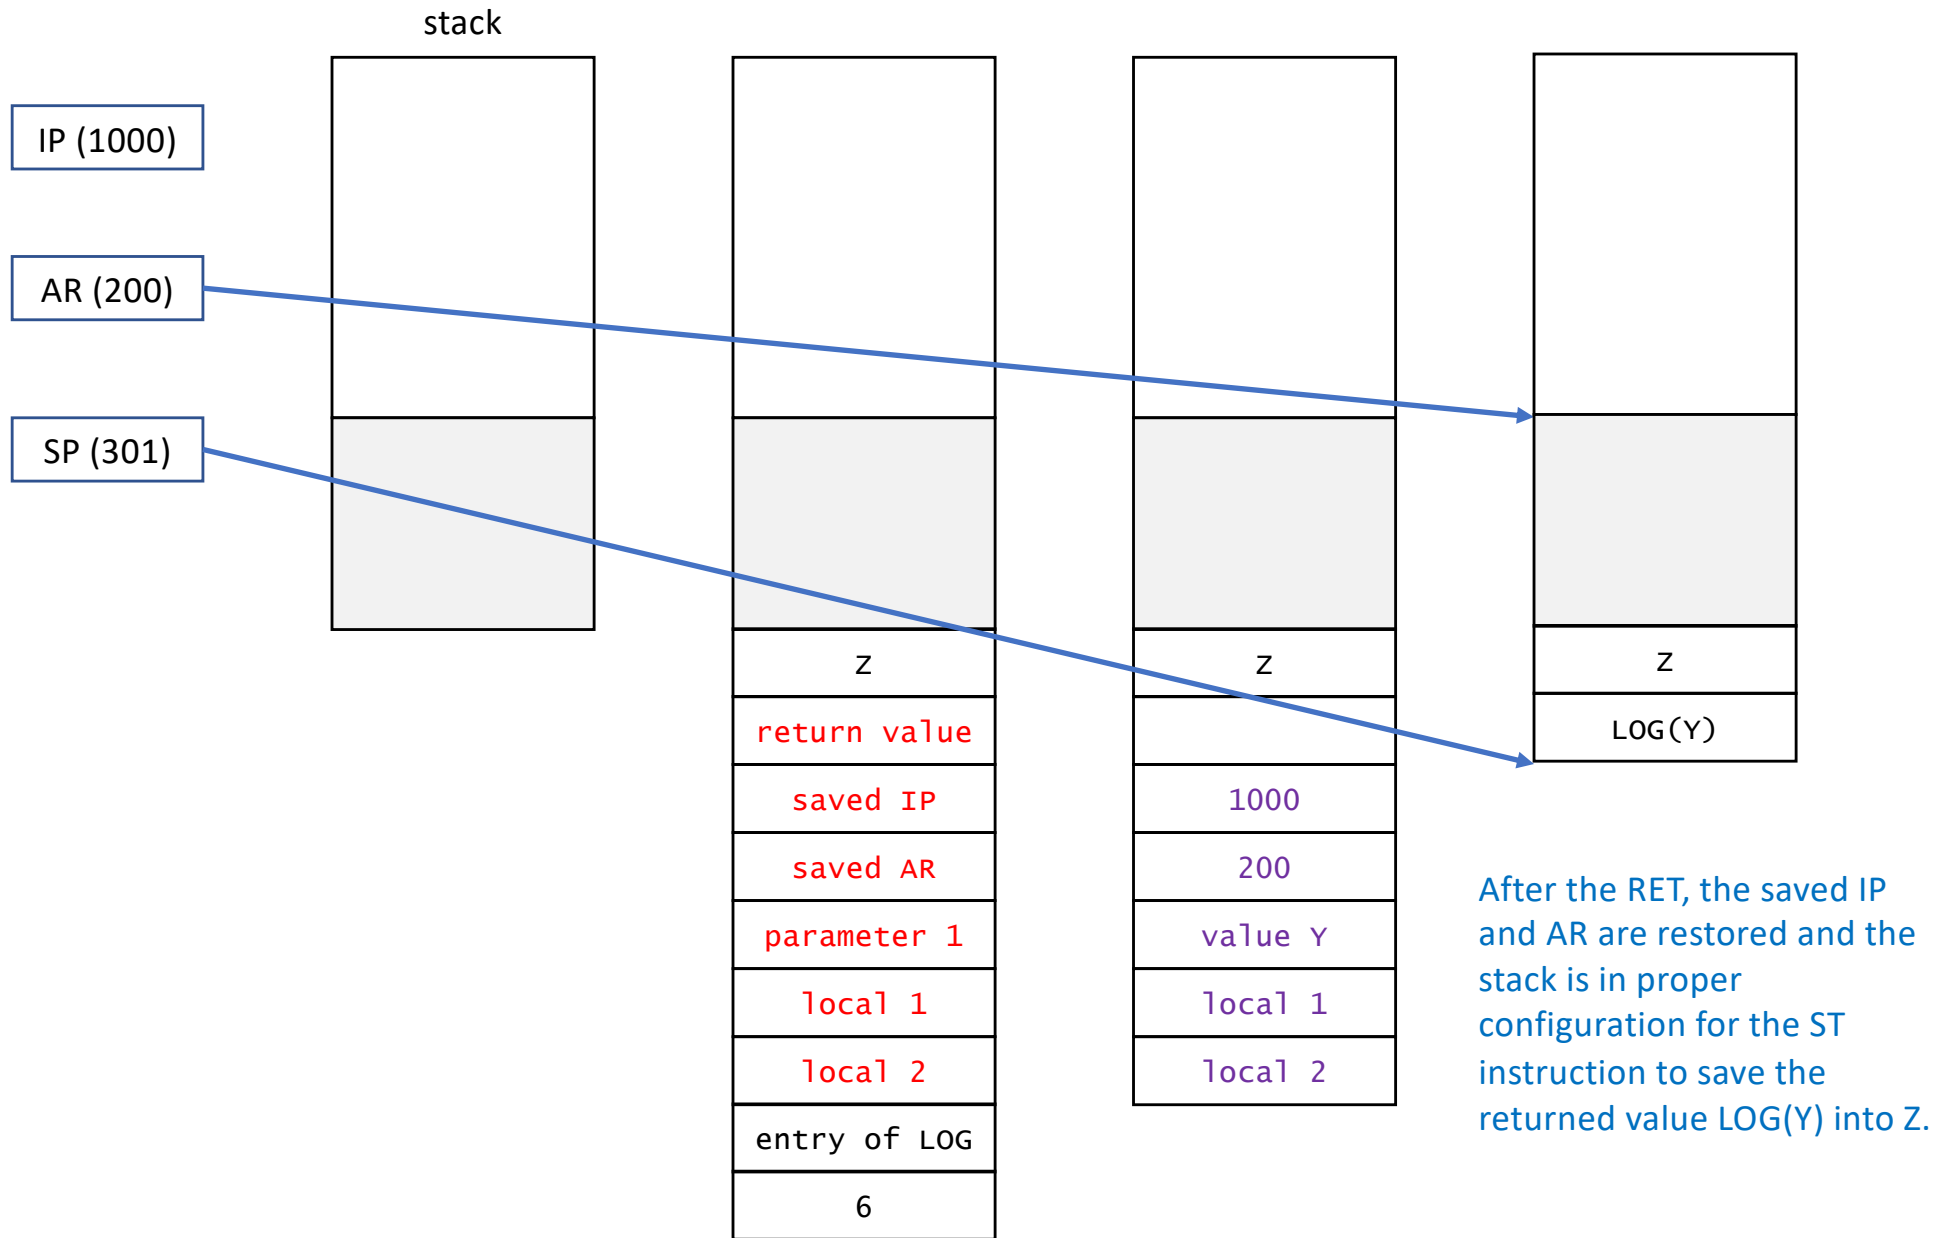 stack
IP (1000)
AR (200)
SP (301)
Z
return value
saved IP
saved AR
parameter 1
local 1
local 2
entry of LOG
6
Z
1000
200
value Y
local 1
local 2
Z
LOG(Y)
After the RET, the saved IP
and AR are restored and the
stack is in proper
configuration for the ST
instruction to save the
returned value LOG(Y) into Z.